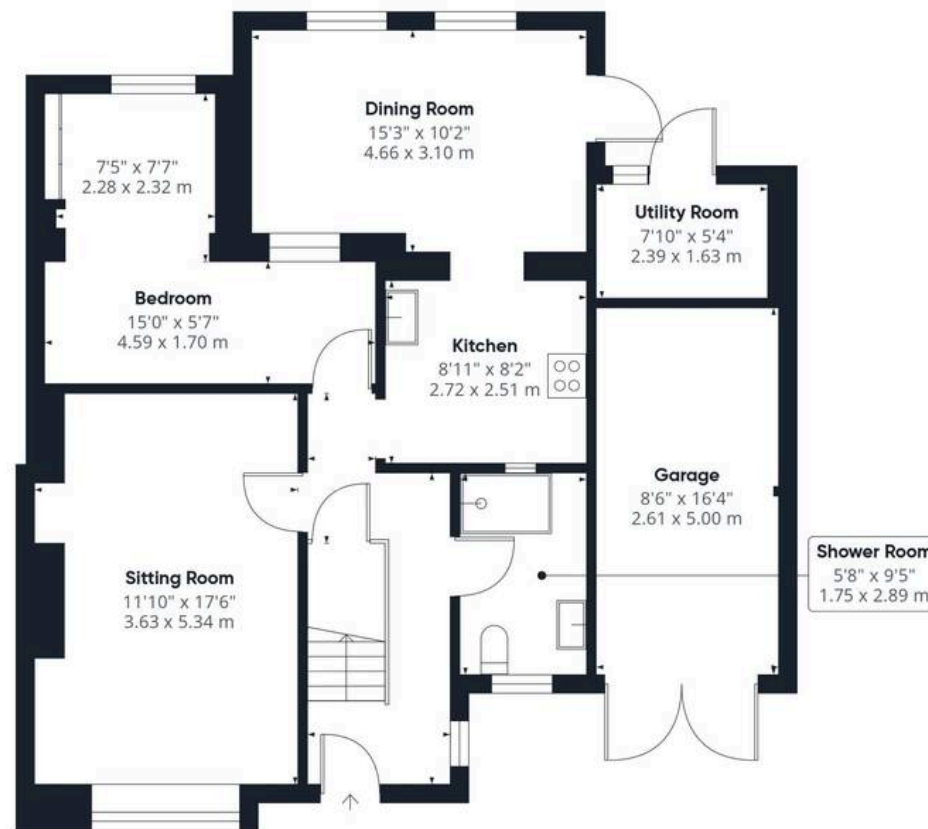 Dining Room
15'3" x 10'2"
4.66 x 3.10 m
7'5" x 7'7"
2.28 x 2.32 m
Utility Room
7'10" x 5'4"
2.39 x 1.63 m
Bedroom
15'0" x 5'7"
4.59 x 1.70 m
Kitchen
8'11" x 8'2"
2.72 x 2.51 m
Garage
8'6" x 16'4"
2.61 x 5.00 m
Shower Room
5'8" x 9'5"
1.75 x 2.89 m
Sitting Room
11'10" x 17'6"
3.63 x 5.34 m